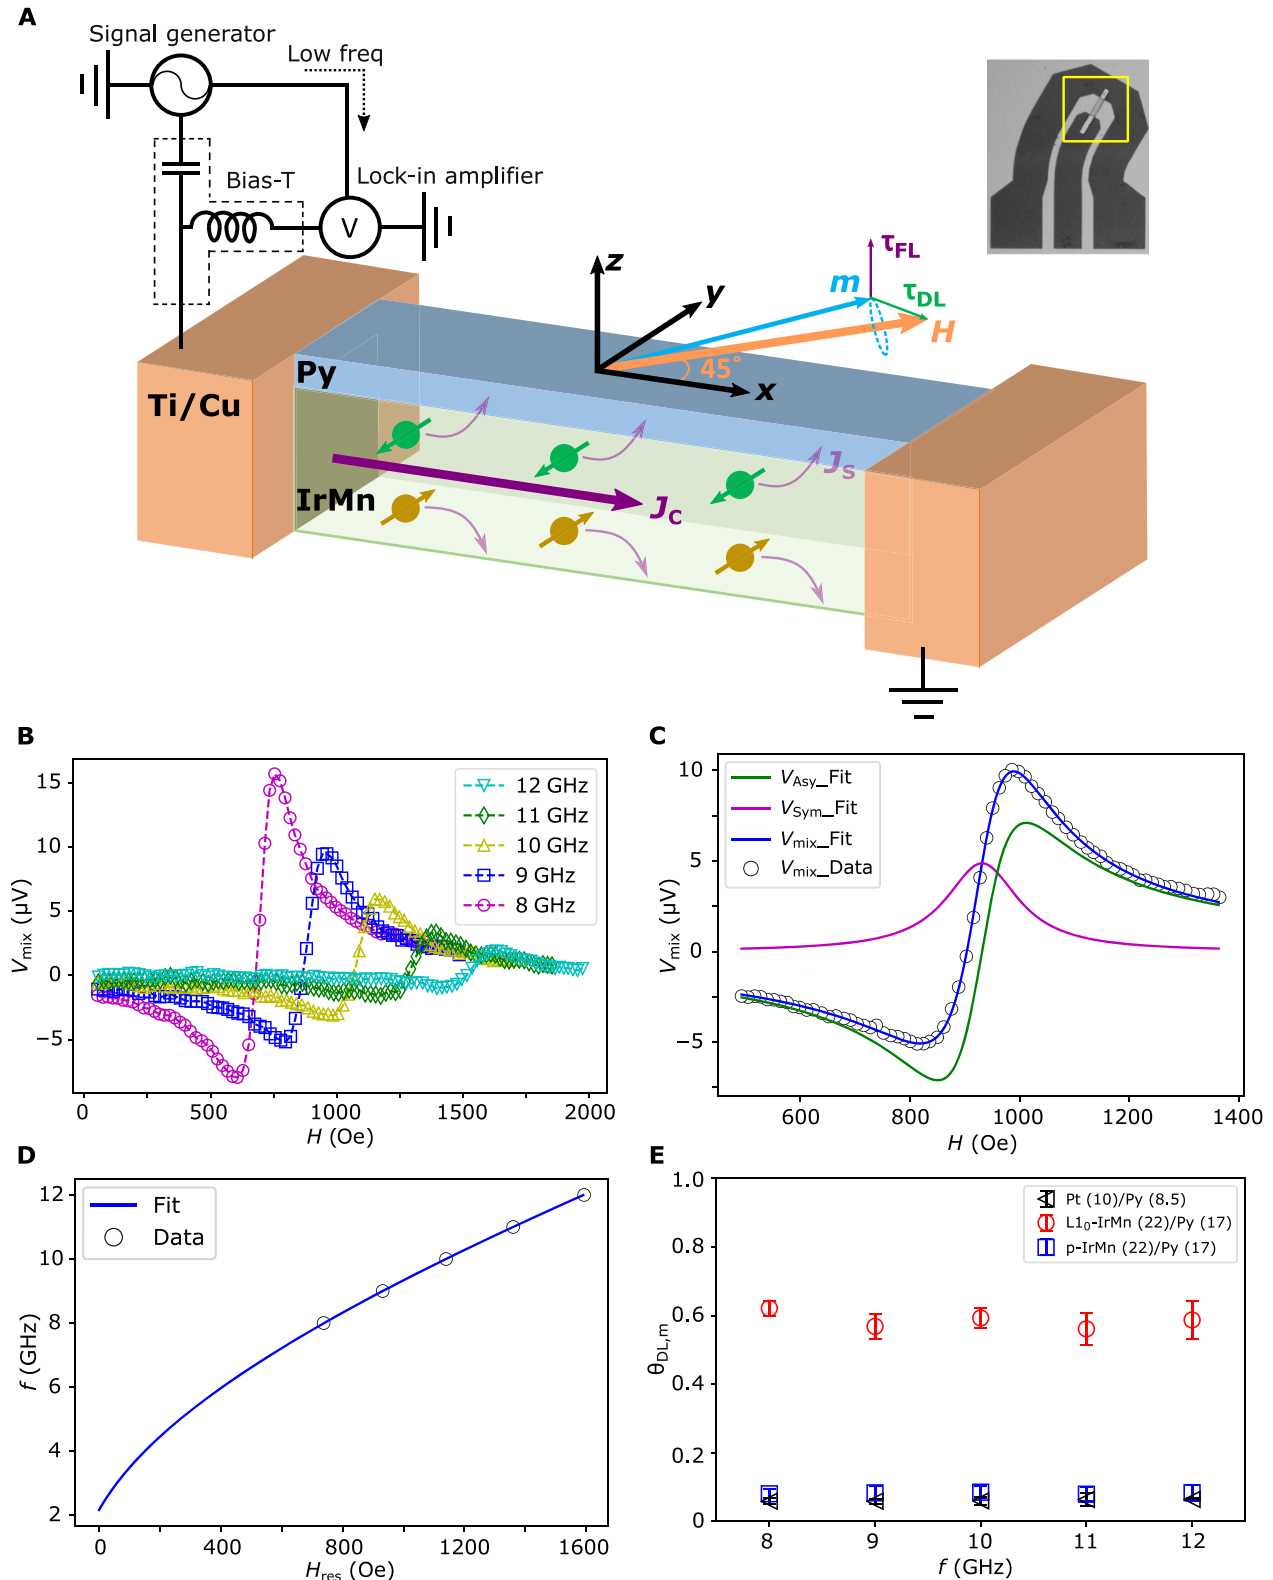 A
Signal generator
Low freq
Bias-T
Lock-in amplifier
V
z
y
x
m
τFL
τDL
H
45°
Py
Ti/Cu
IrMn
JS
JC
B
Vmix (μV)
15
10
5
0
−5
12 GHz
11 GHz
10 GHz
9 GHz
8 GHz
0 500 1000 1500 2000
H (Oe)
C
Vmix (μV)
10
5
0
−5
VAsy_Fit
VSym_Fit
Vmix_Fit
Vmix_Data
600 800 1000 1200 1400
H (Oe)
D
f (GHz)
12
10
8
6
4
2
Fit
Data
0 400 800 1200 1600
Hres (Oe)
E
θDL,m
1.0
0.8
0.6
0.4
0.2
0
Pt (10)/Py (8.5)
L1₀-IrMn (22)/Py (17)
p-IrMn (22)/Py (17)
8 9 10 11 12
f (GHz)